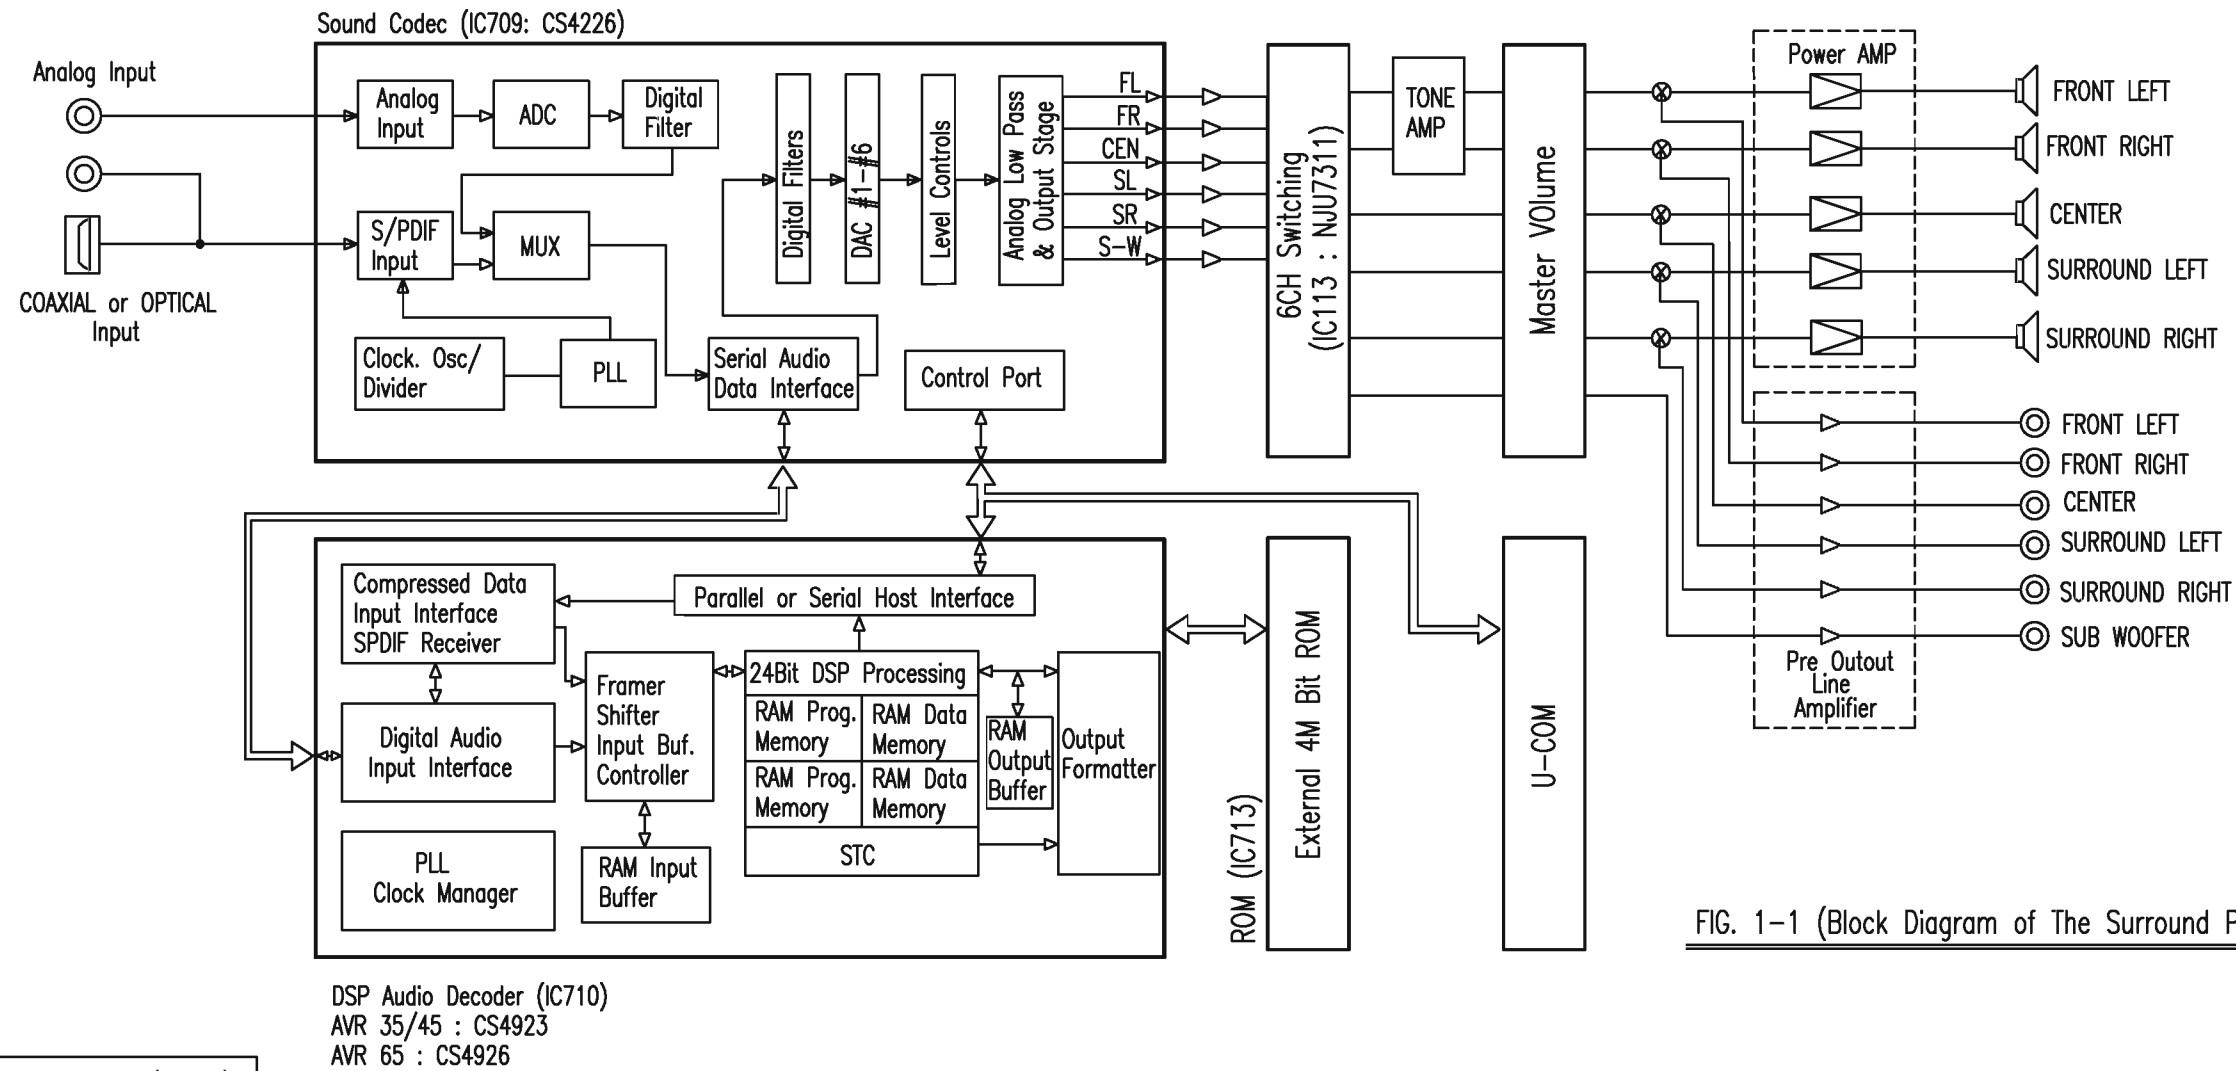 Sound Codec (IC709: CS4226)
Analog Input
COAXIAL or OPTICAL
Input
Analog
Input
ADC
Digital
Filter
S/PDIF
Input
MUX
Clock. Osc/
Divider
PLL
Serial Audio
Data Interface
Control Port
Digital Filters
DAC #1-#6
Level Controls
Analog Low Pass
& Output Stage
FL
FR
CEN
SL
SR
S-W
6CH Switching
(IC113 : NJU7311)
TONE
AMP
Master VOlume
Power AMP
FRONT LEFT
FRONT RIGHT
CENTER
SURROUND LEFT
SURROUND RIGHT
FRONT LEFT
FRONT RIGHT
CENTER
SURROUND LEFT
SURROUND RIGHT
SUB WOOFER
Pre Outout
Line
Amplifier
Compressed Data
Input Interface
SPDIF Receiver
Parallel or Serial Host Interface
Digital Audio
Input Interface
PLL
Clock Manager
Framer
Shifter
Input Buf.
Controller
RAM Input
Buffer
24Bit DSP Processing
RAM Prog.
Memory
RAM Data
Memory
RAM Prog.
Memory
RAM Data
Memory
STC
RAM
Output
Buffer
Output
Formatter
ROM (IC713)
External 4M Bit ROM
U-COM
FIG. 1-1 (Block Diagram of The Surround P
DSP Audio Decoder (IC710)
AVR 35/45 : CS4923
AVR 65 : CS4926